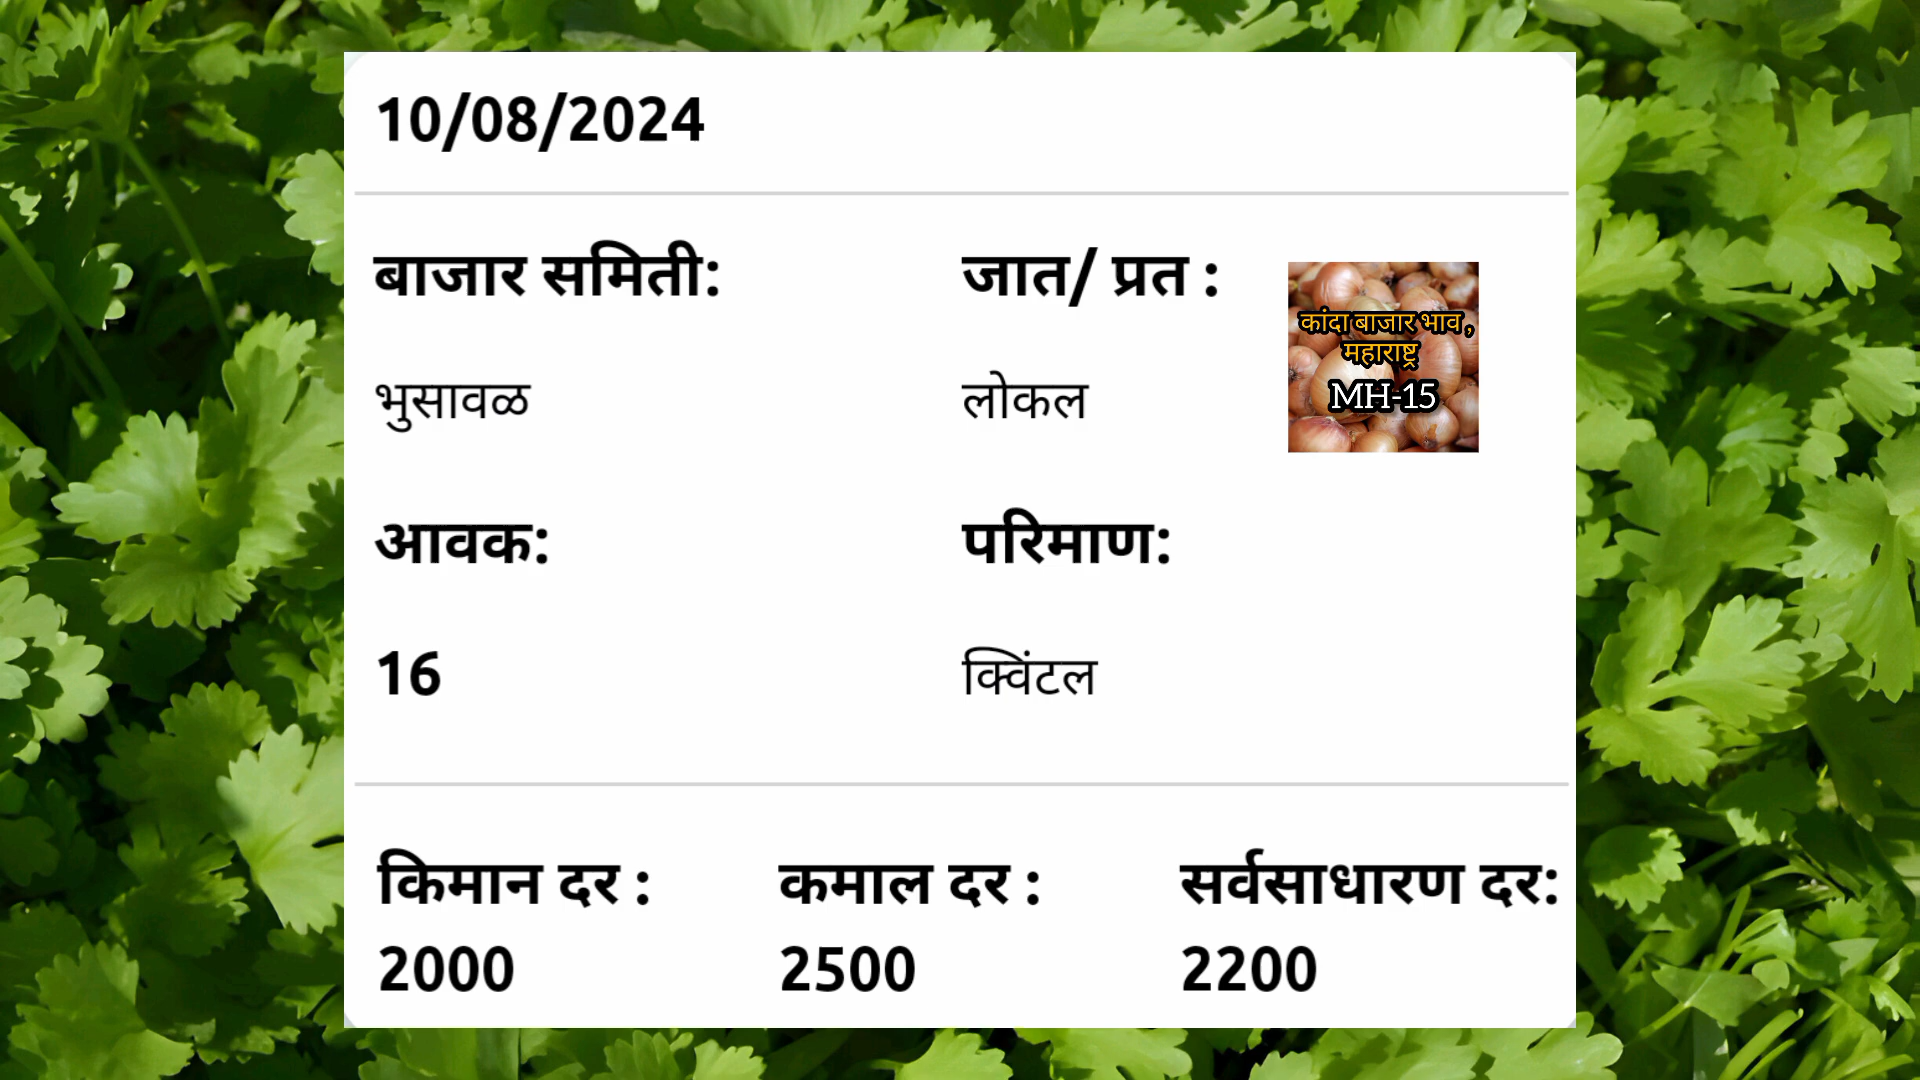 10/08/2024
बाजार समिती:
जात/ प्रत :
भुसावळ
लोकल
कांदा बाजार भाव ,
महाराष्ट्र
MH-15
आवक:
परिमाण:
16
क्विंटल
किमान दर :
कमाल दर :
सर्वसाधारण दर:
2000
2500
2200